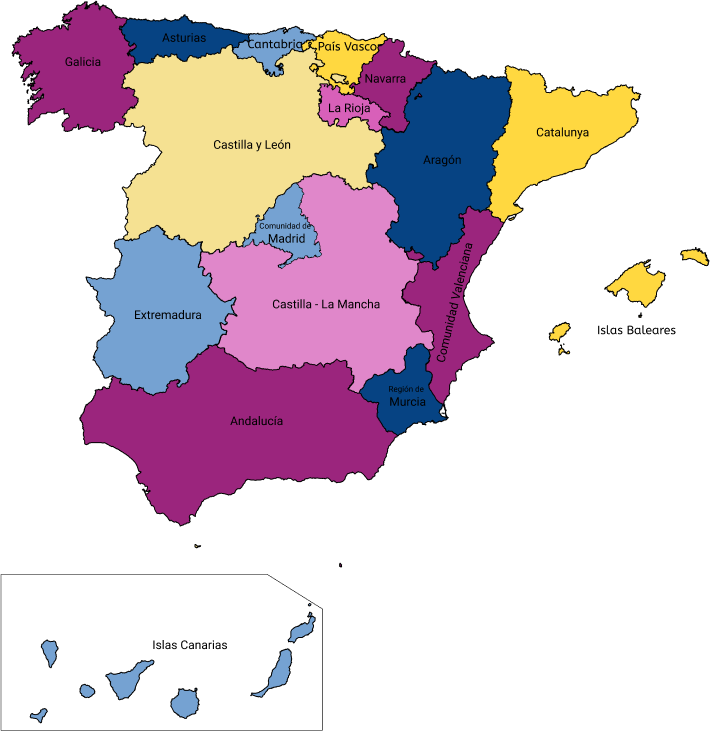 Asturias
Cantabria
País Vasco
Galicia
Navarra
La Rioja
Catalunya
Castilla y León
Aragón
Comunidad de
Madrid
Comunidad Valenciana
Castilla - La Mancha
Extremadura
Islas Baleares
Región de
Murcia
Andalucía
Islas Canarias